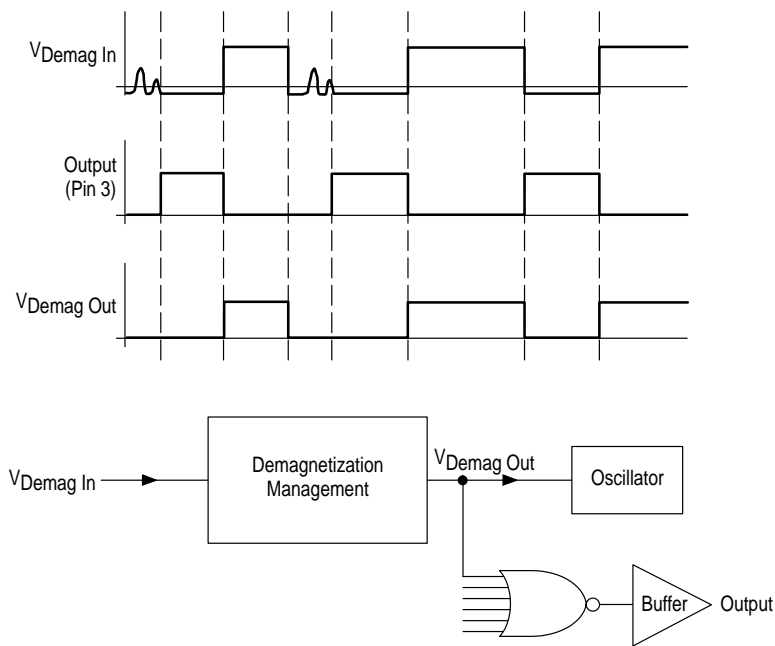 VDemag In
Output
(Pin 3)
VDemag Out
VDemag In
Demagnetization
Management
VDemag Out
Oscillator
Buffer
Output